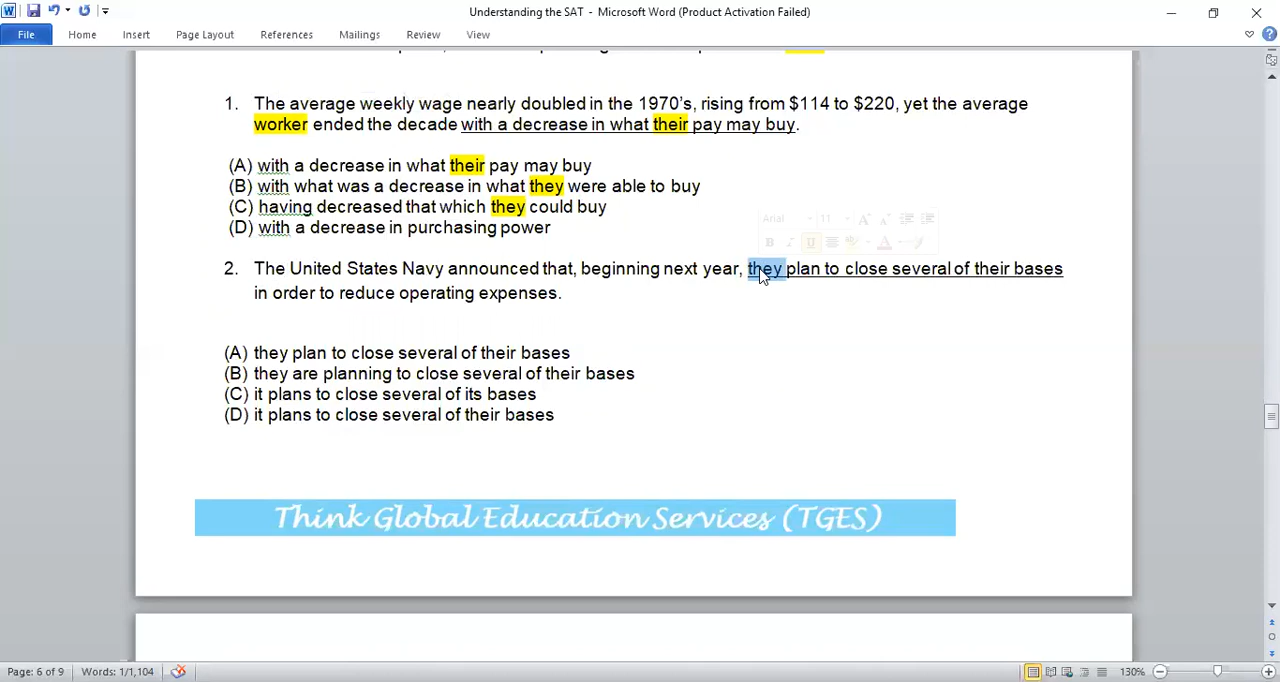 Understanding the SAT - Microsoft Word (Product Activation Failed)
File Home Insert Page Layout References Mailings Review View
1. The average weekly wage nearly doubled in the 1970's, rising from $114 to $220, yet the average
worker ended the decade with a decrease in what their pay may buy.
(A) with a decrease in what their pay may buy
(B) with what was a decrease in what they were able to buy
(C) having decreased that which they could buy
(D) with a decrease in purchasing power
Arial 11
2. The United States Navy announced that, beginning next year, they plan to close several of their bases
in order to reduce operating expenses.
(A) they plan to close several of their bases
(B) they are planning to close several of their bases
(C) it plans to close several of its bases
(D) it plans to close several of their bases
Think Global Education Services (TGES)
Page: 6 of 9 Words: 1/1,104 130%